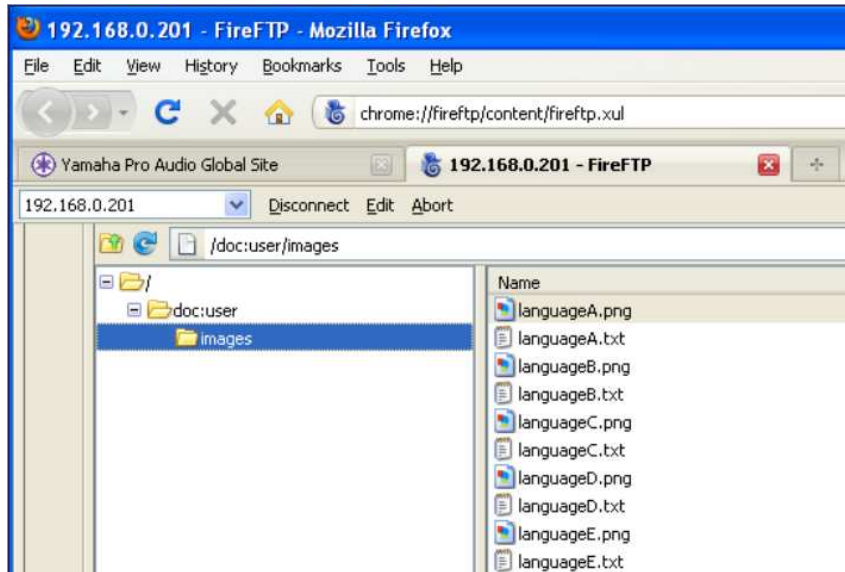 192.168.0.201 - FireFTP - Mozilla Firefox
File Edit View History Bookmarks Tools Help
chrome://fireftp/content/fireftp.xul
Yamaha Pro Audio Global Site 192.168.0.201 - FireFTP
192.168.0.201 Disconnect Edit Abort
/doc:user/images
/
doc:user
images
Name
languageA.png
languageA.txt
languageB.png
languageB.txt
languageC.png
languageC.txt
languageD.png
languageD.txt
languageE.png
languageE.txt